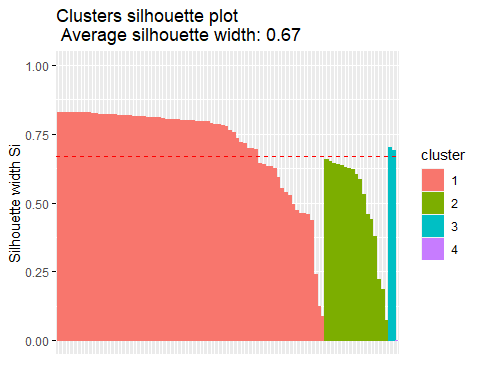 Clusters silhouette plot
Average silhouette width: 0.67
1.00
0.75
0.50
0.25
0.00
Silhouette width Si
cluster
1
2
3
4